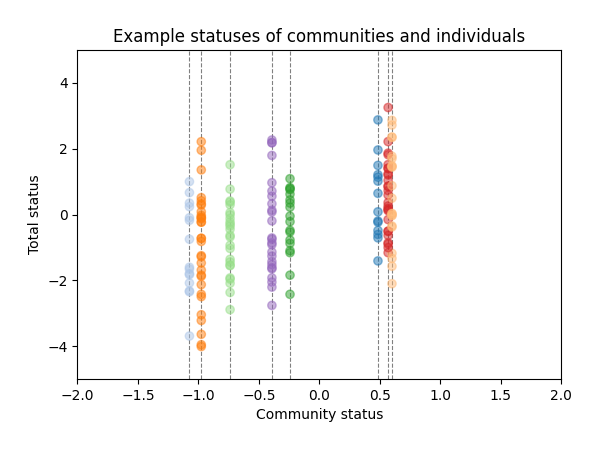 Example statuses of communities and individuals
Total status
4
2
0
−2
−4
−2.0 −1.5 −1.0 −0.5 0.0 0.5 1.0 1.5 2.0
Community status